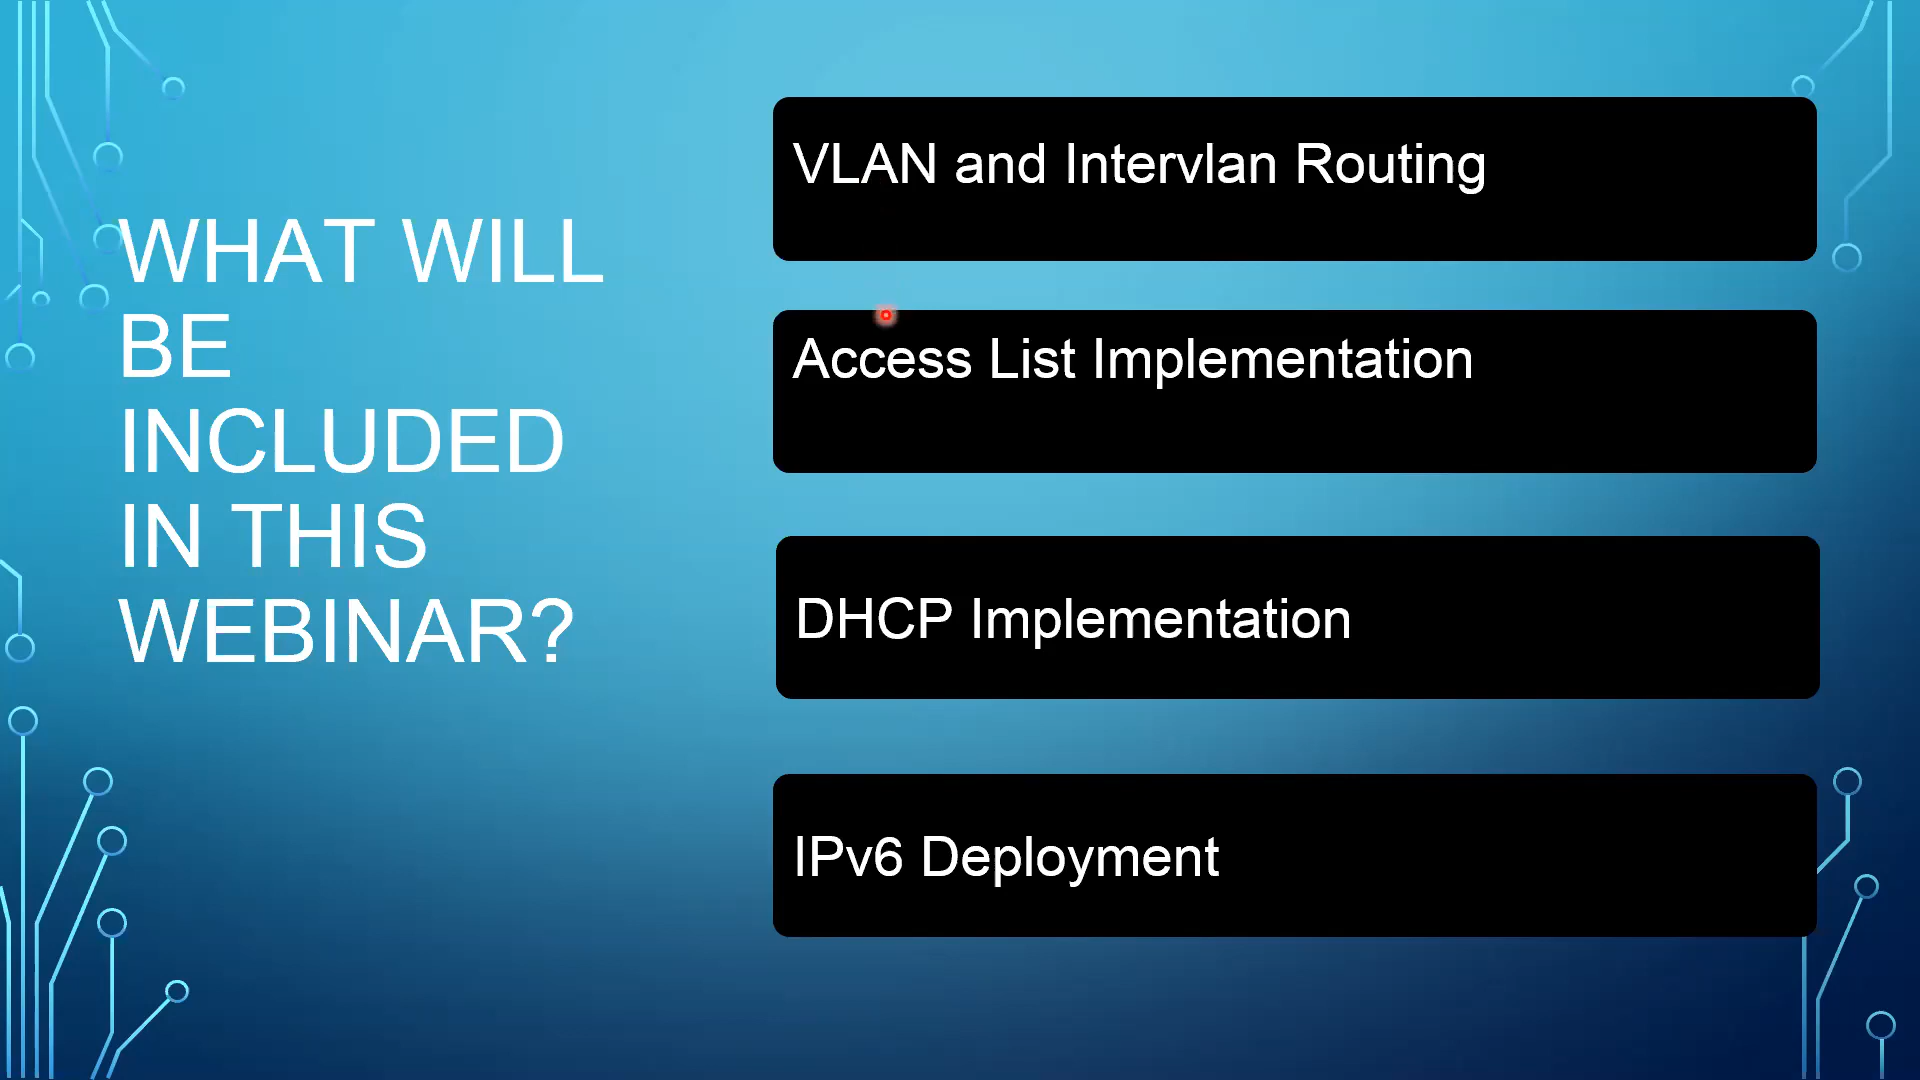 WHAT WILL
BE
INCLUDED
IN THIS
WEBINAR?
VLAN and Intervlan Routing
Access List Implementation
DHCP Implementation
IPv6 Deployment